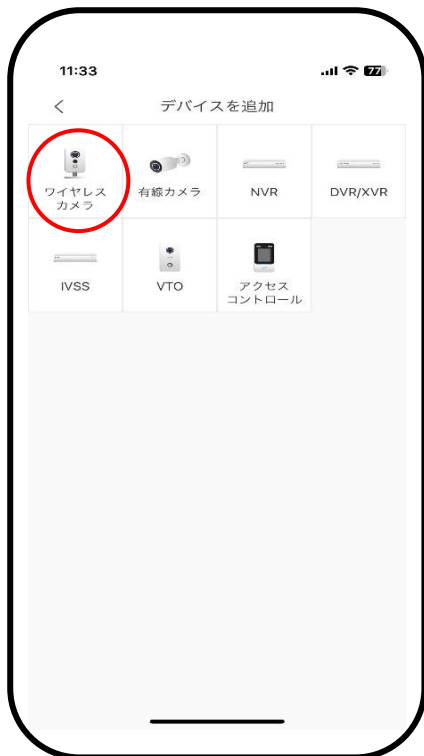 11:33
77
デバイスを追加
ワイヤレス
カメラ
有線カメラ
NVR
DVR/XVR
IVSS
VTO
アクセス
コントロール